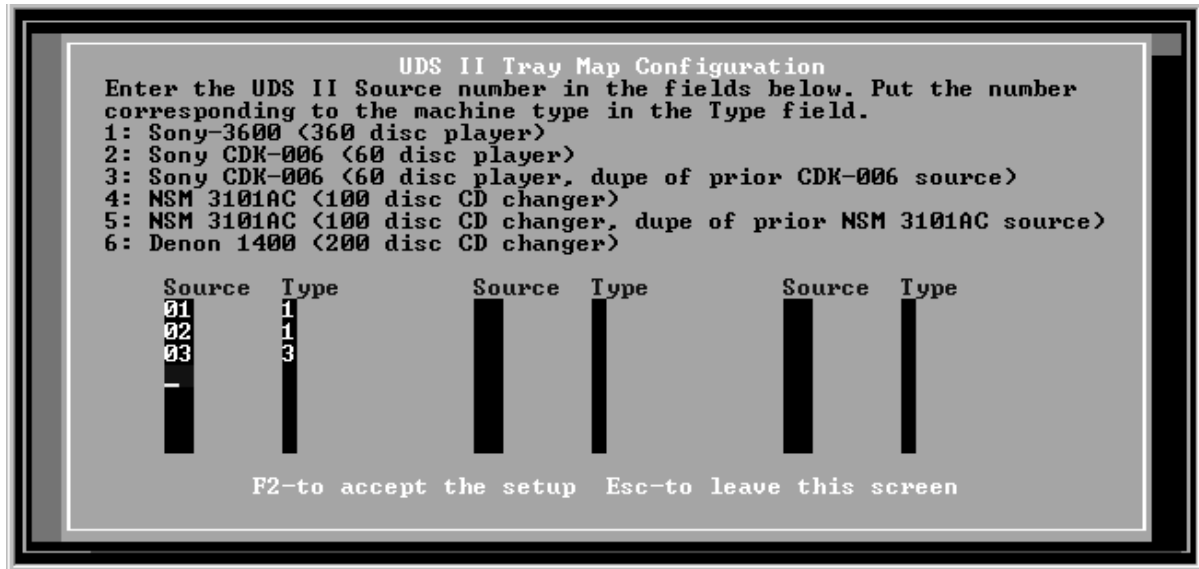 UDS II Tray Map Configuration
Enter the UDS II Source number in the fields below. Put the number
corresponding to the machine type in the Type field.
1: Sony-3600 (360 disc player)
2: Sony CDK-006 (60 disc player)
3: Sony CDK-006 (60 disc player, dupe of prior CDK-006 source)
4: NSM 3101AC (100 disc CD changer)
5: NSM 3101AC (100 disc CD changer, dupe of prior NSM 3101AC source)
6: Denon 1400 (200 disc CD changer)
Source Type Source Type Source Type
01 1
02 1
03 3
F2-to accept the setup Esc-to leave this screen